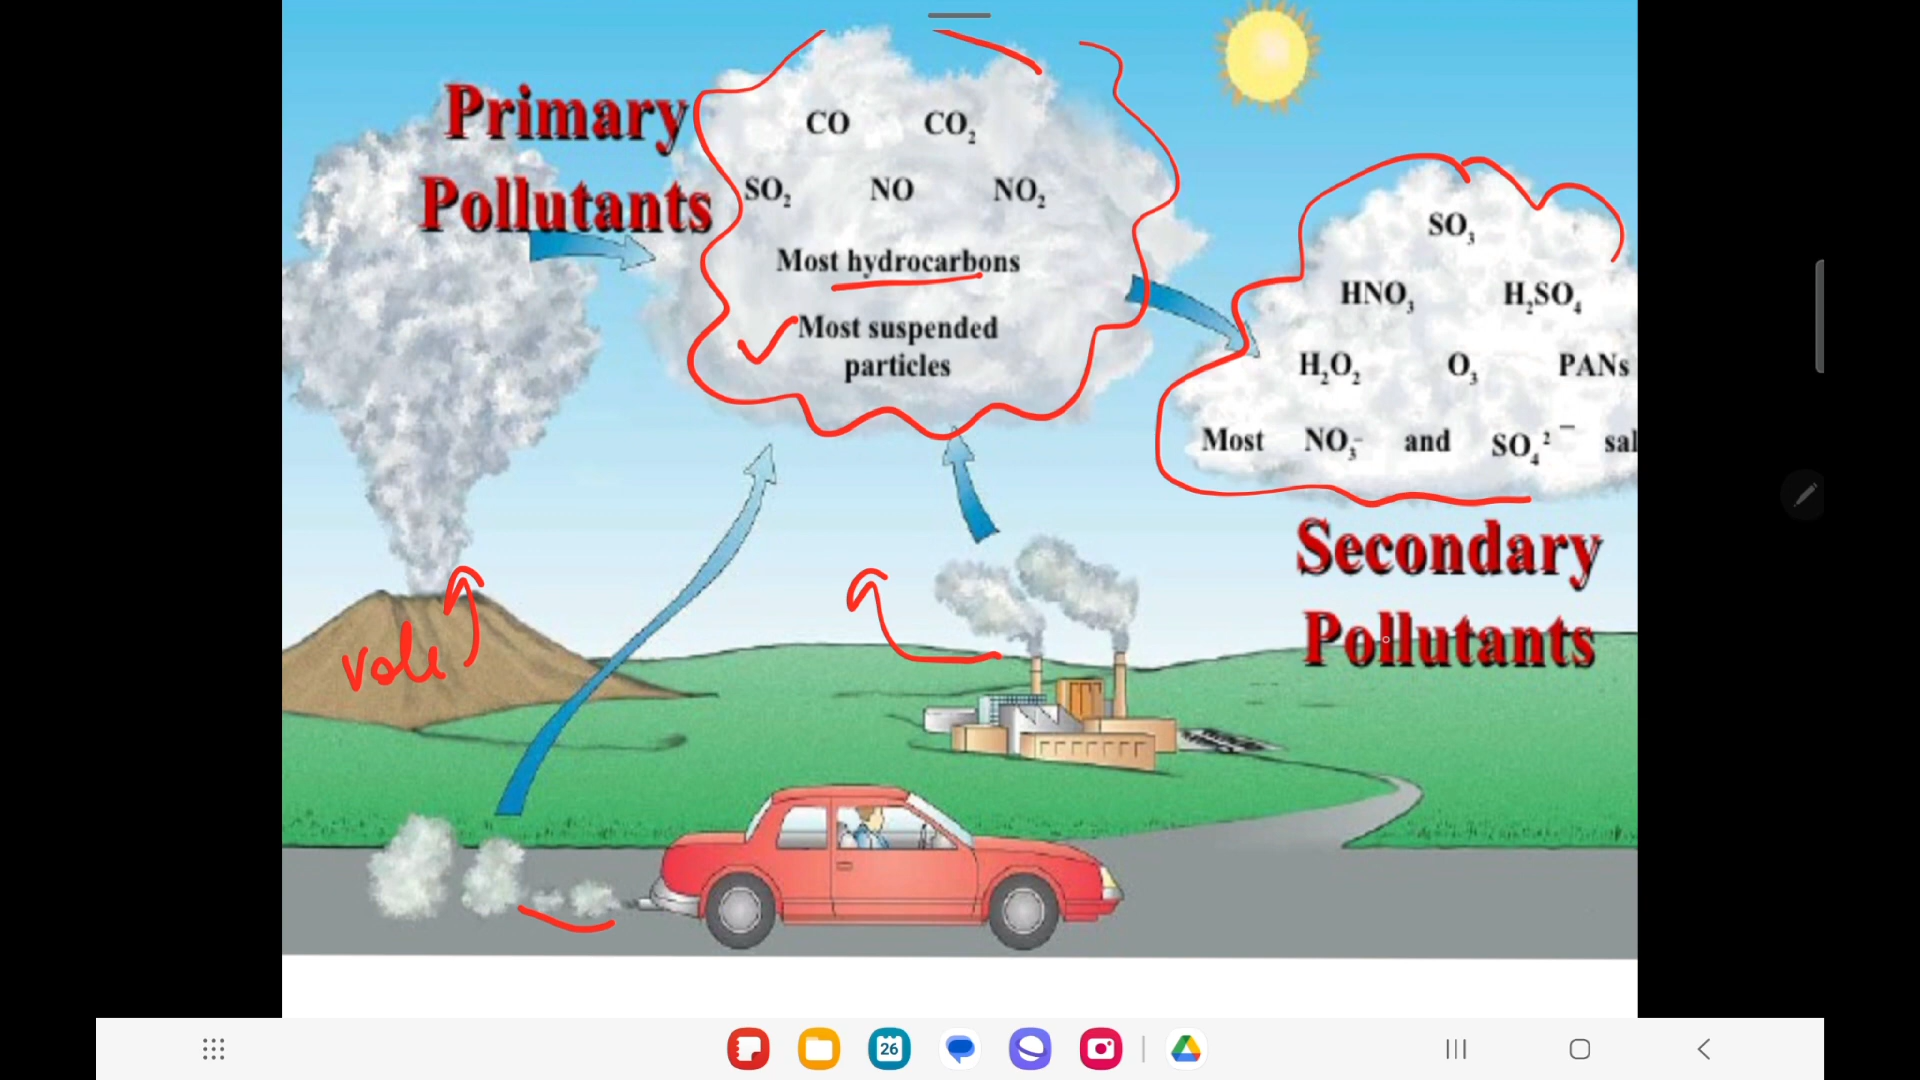 Primary
Pollutants
CO CO₂
SO₂ NO NO₂
Most hydrocarbons
Most suspended
particles
SO₃
HNO₃ H₂SO₄
H₂O₂ O₃ PANs
Most NO₃⁻ and SO₄²⁻ sal
Secondary
Pollutants
26